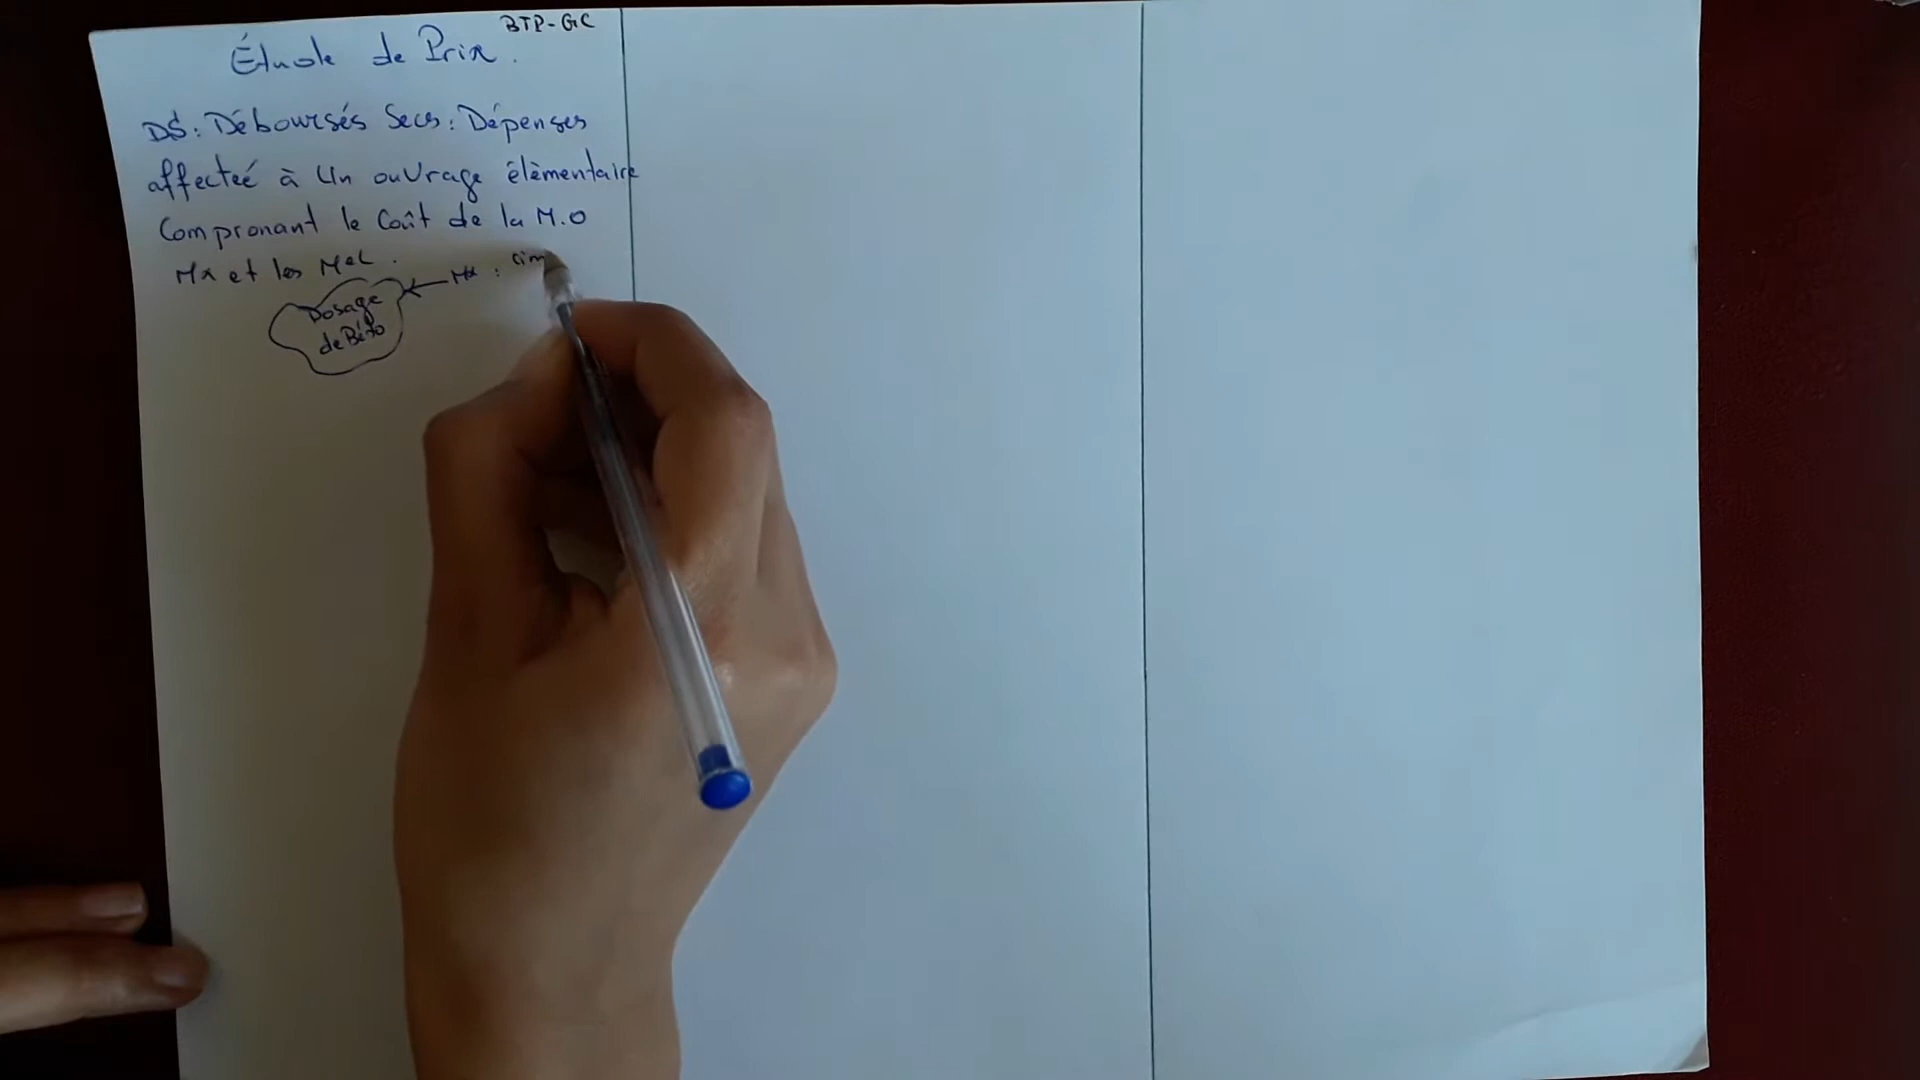 BTP-GC
Étude de Prix.
DS: Déboursés Secs: Dépenses
affecteé à Un ouvrage élèmentaire
Compronant le Coût de la M.O
Mx et les Mel.
Mx : Cim
Dosage
de Béto